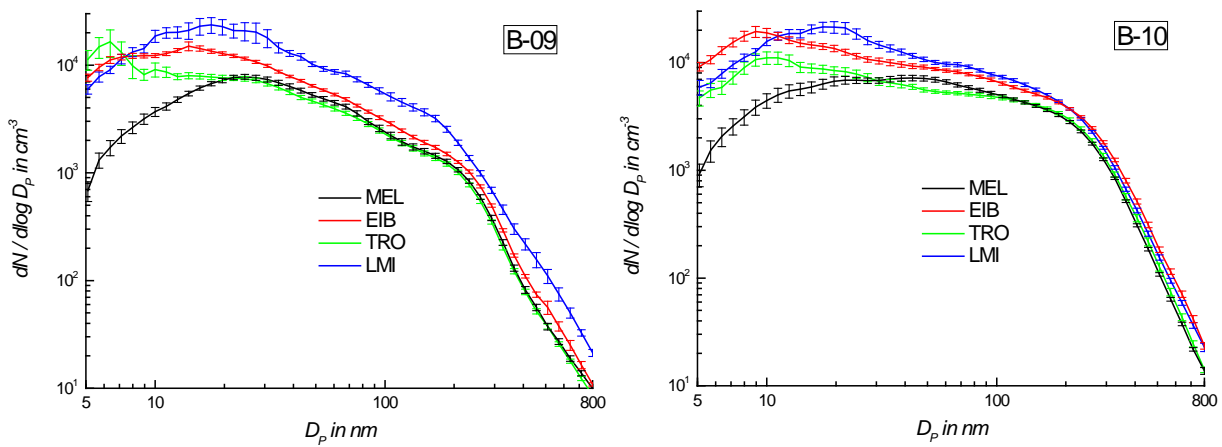 B-09
dN / dlog D_P in cm^-3
10^4
10^3
10^2
10^1
MEL
EIB
TRO
LMI
5
10
100
800
D_P in nm
B-10
dN / dlog D_P in cm^-3
10^4
10^3
10^2
10^1
MEL
EIB
TRO
LMI
5
10
100
800
D_P in nm